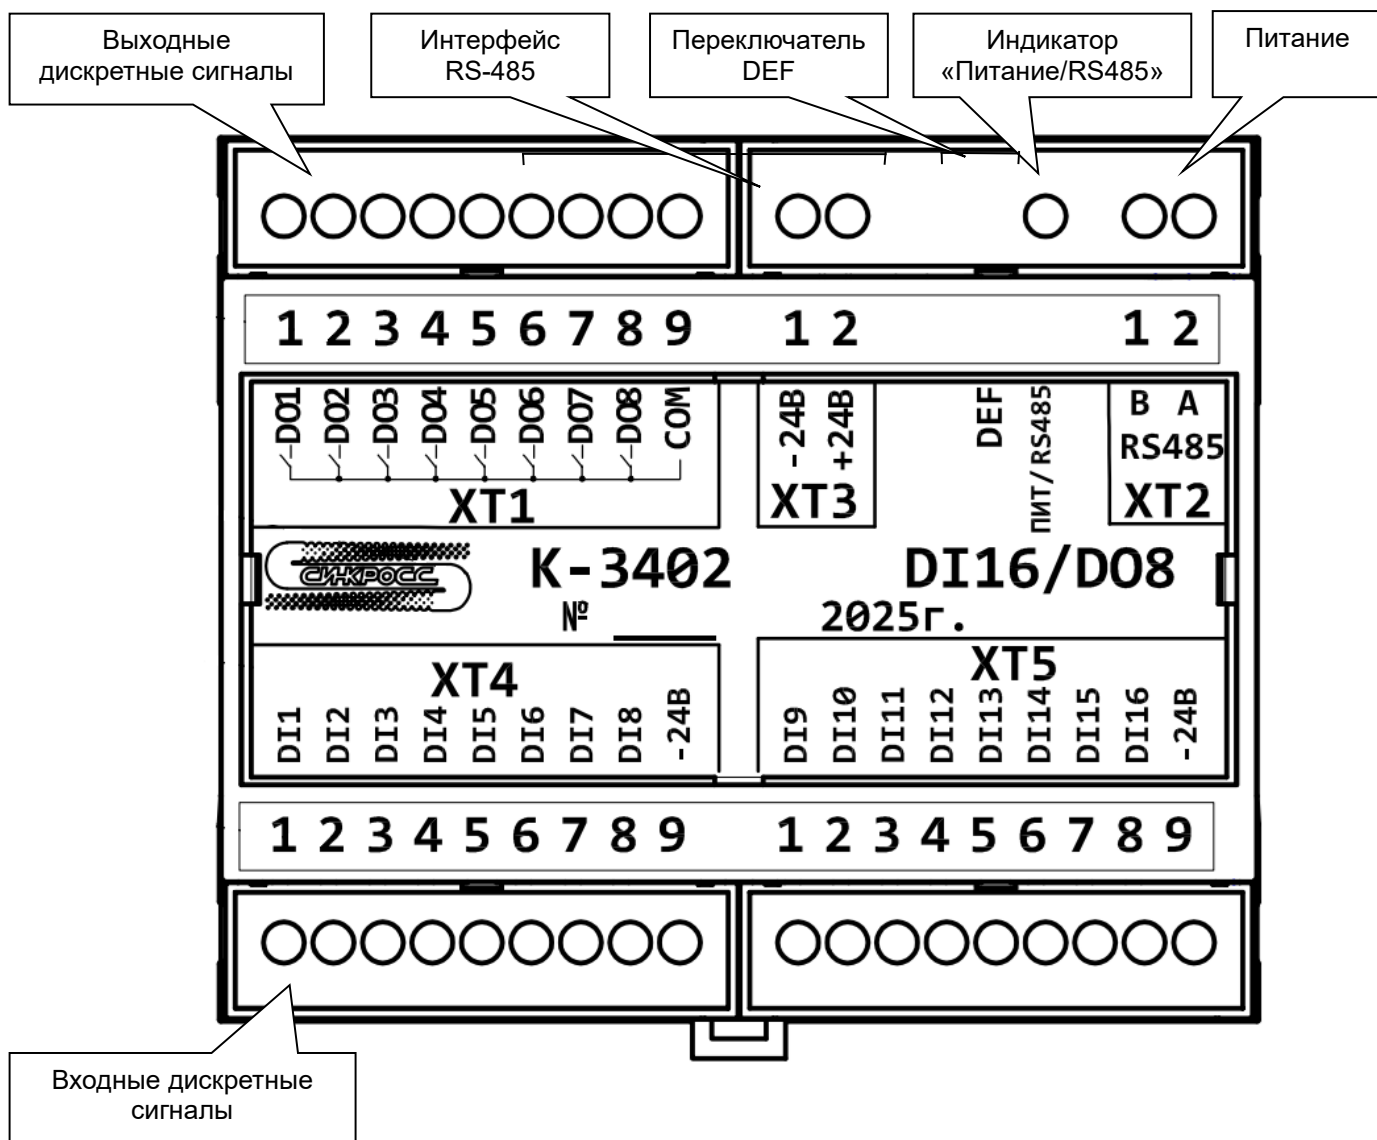 Выходные
дискретные сигналы
Интерфейс
RS-485
Переключатель
DEF
Индикатор
«Питание/RS485»
Питание
1 2 3 4 5 6 7 8 9
1 2
1 2
DO1
DO2
DO3
DO4
DO5
DO6
DO7
DO8
COM
XT1
-24В
+24В
XT3
DEF
ПИТ/RS485
B A
RS485
XT2
СИНКРОСС
К-3402
DI16/DO8
№
2025г.
XT4
DI1
DI2
DI3
DI4
DI5
DI6
DI7
DI8
-24В
XT5
DI9
DI10
DI11
DI12
DI13
DI14
DI15
DI16
-24В
1 2 3 4 5 6 7 8 9
1 2 3 4 5 6 7 8 9
Входные дискретные
сигналы